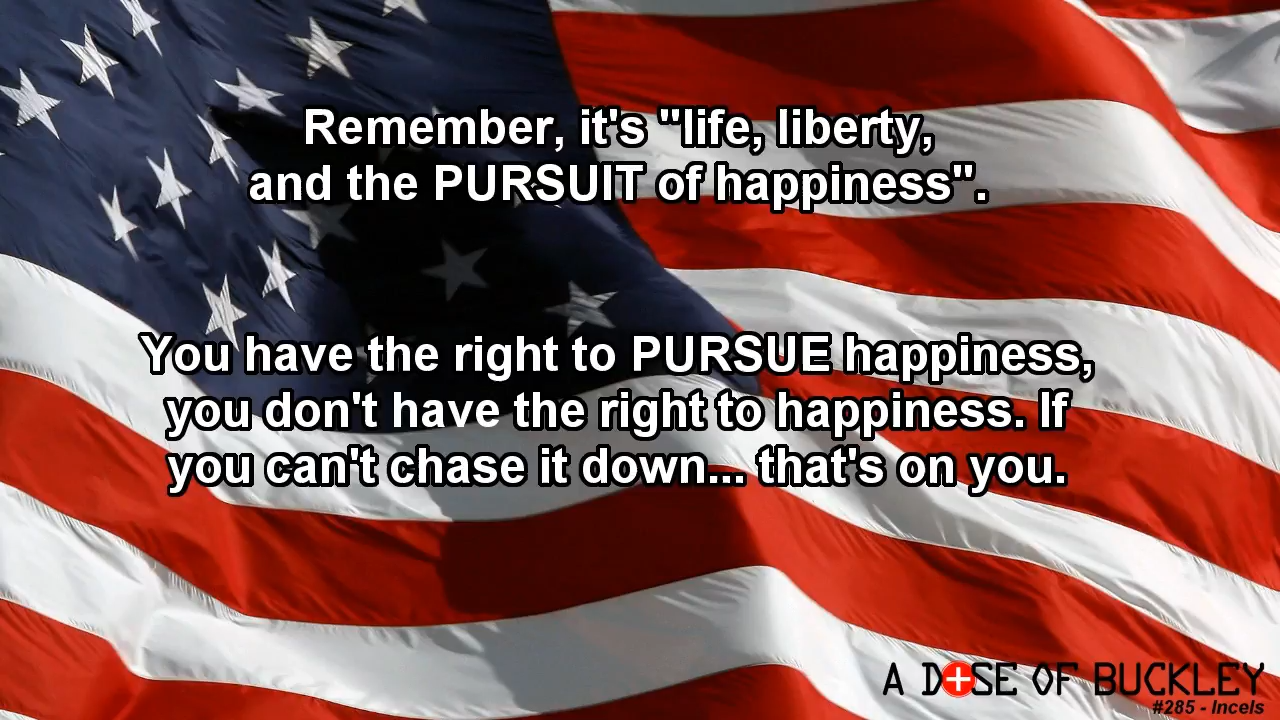 Remember, it's "life, liberty,
and the PURSUIT of happiness".
You have the right to PURSUE happiness,
you don't have the right to happiness. If
you can't chase it down... that's on you.
A DOSE OF BUCKLEY
#285 - Incels